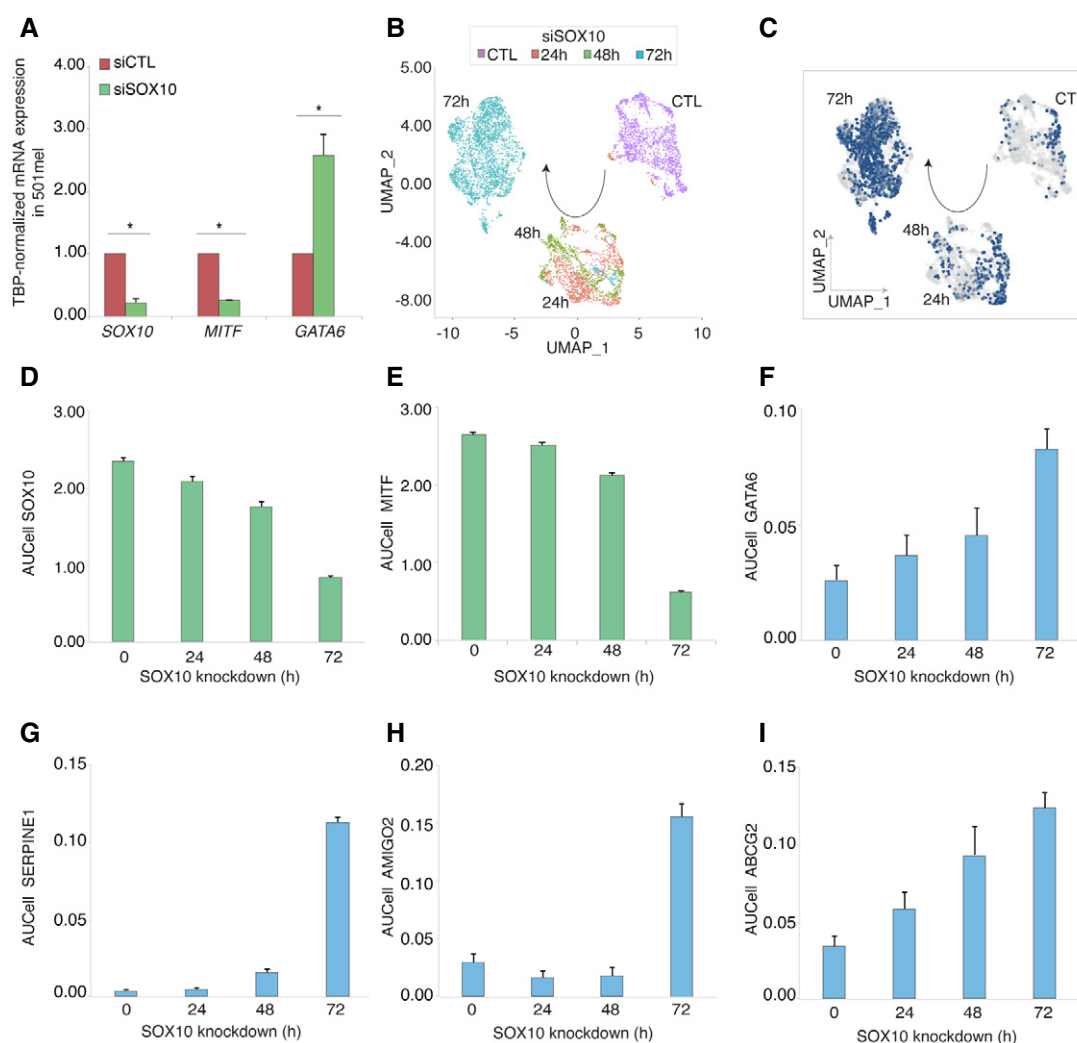 A
siCTL
siSOX10
TBP-normalized mRNA expression
in 501mel
4.00
3.00
2.00
1.00
0.00
*
*
*
SOX10
MITF
GATA6
B
siSOX10
CTL
24h
48h
72h
UMAP_2
5.00
4.00
0.00
-4.00
-8.00
72h
CTL
48h
24h
-10
-5
0
5
10
UMAP_1
C
72h
CT
48h
24h
UMAP_2
UMAP_1
D
AUCell SOX10
3.00
2.00
1.00
0.00
0
24
48
72
SOX10 knockdown (h)
E
AUCell MITF
3.00
2.00
1.00
0.00
0
24
48
72
SOX10 knockdown (h)
F
AUCell GATA6
0.10
0.05
0.00
0
24
48
72
SOX10 knockdown (h)
G
AUCell SERPINE1
0.15
0.10
0.05
0.00
0
24
48
72
SOX10 knockdown (h)
H
AUCell AMIGO2
0.20
0.15
0.10
0.05
0.00
0
24
48
72
SOX10 knockdown (h)
I
AUCell ABCG2
0.15
0.10
0.05
0.00
0
24
48
72
SOX10 knockdown (h)